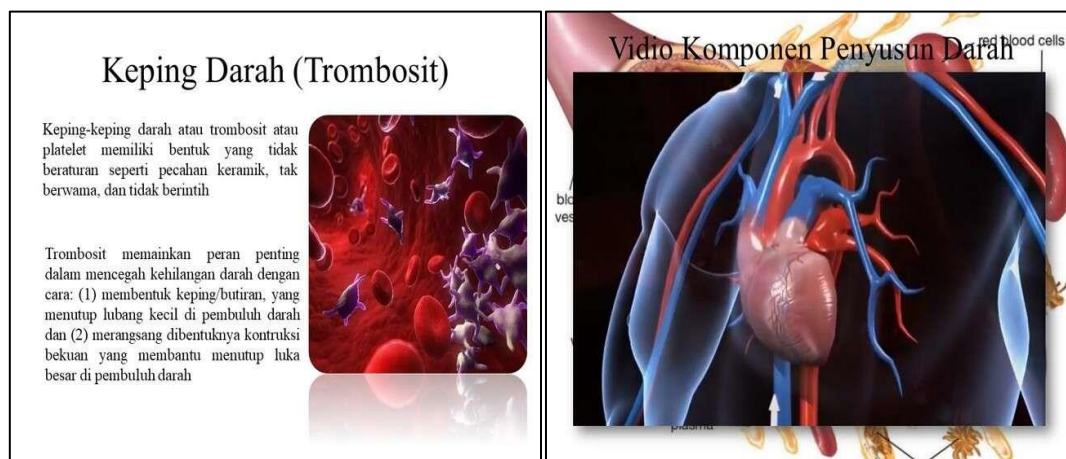 Keping Darah (Trombosit)
Keping-keping darah atau trombosit atau
platelet memiliki bentuk yang tidak
beraturan seperti pecahan keramik, tak
berwama, dan tidak berintih
Trombosit memainkan peran penting
dalam mencegah kehilangan darah dengan
cara: (1) membentuk keping/butiran, yang
menutup lubang kecil di pembuluh darah
dan (2) merangsang dibentuknya kontruksi
bekuan yang membantu menutup luka
besar di pembuluh darah
Vidio Komponen Penyusun Darah
red blood cells
plasma